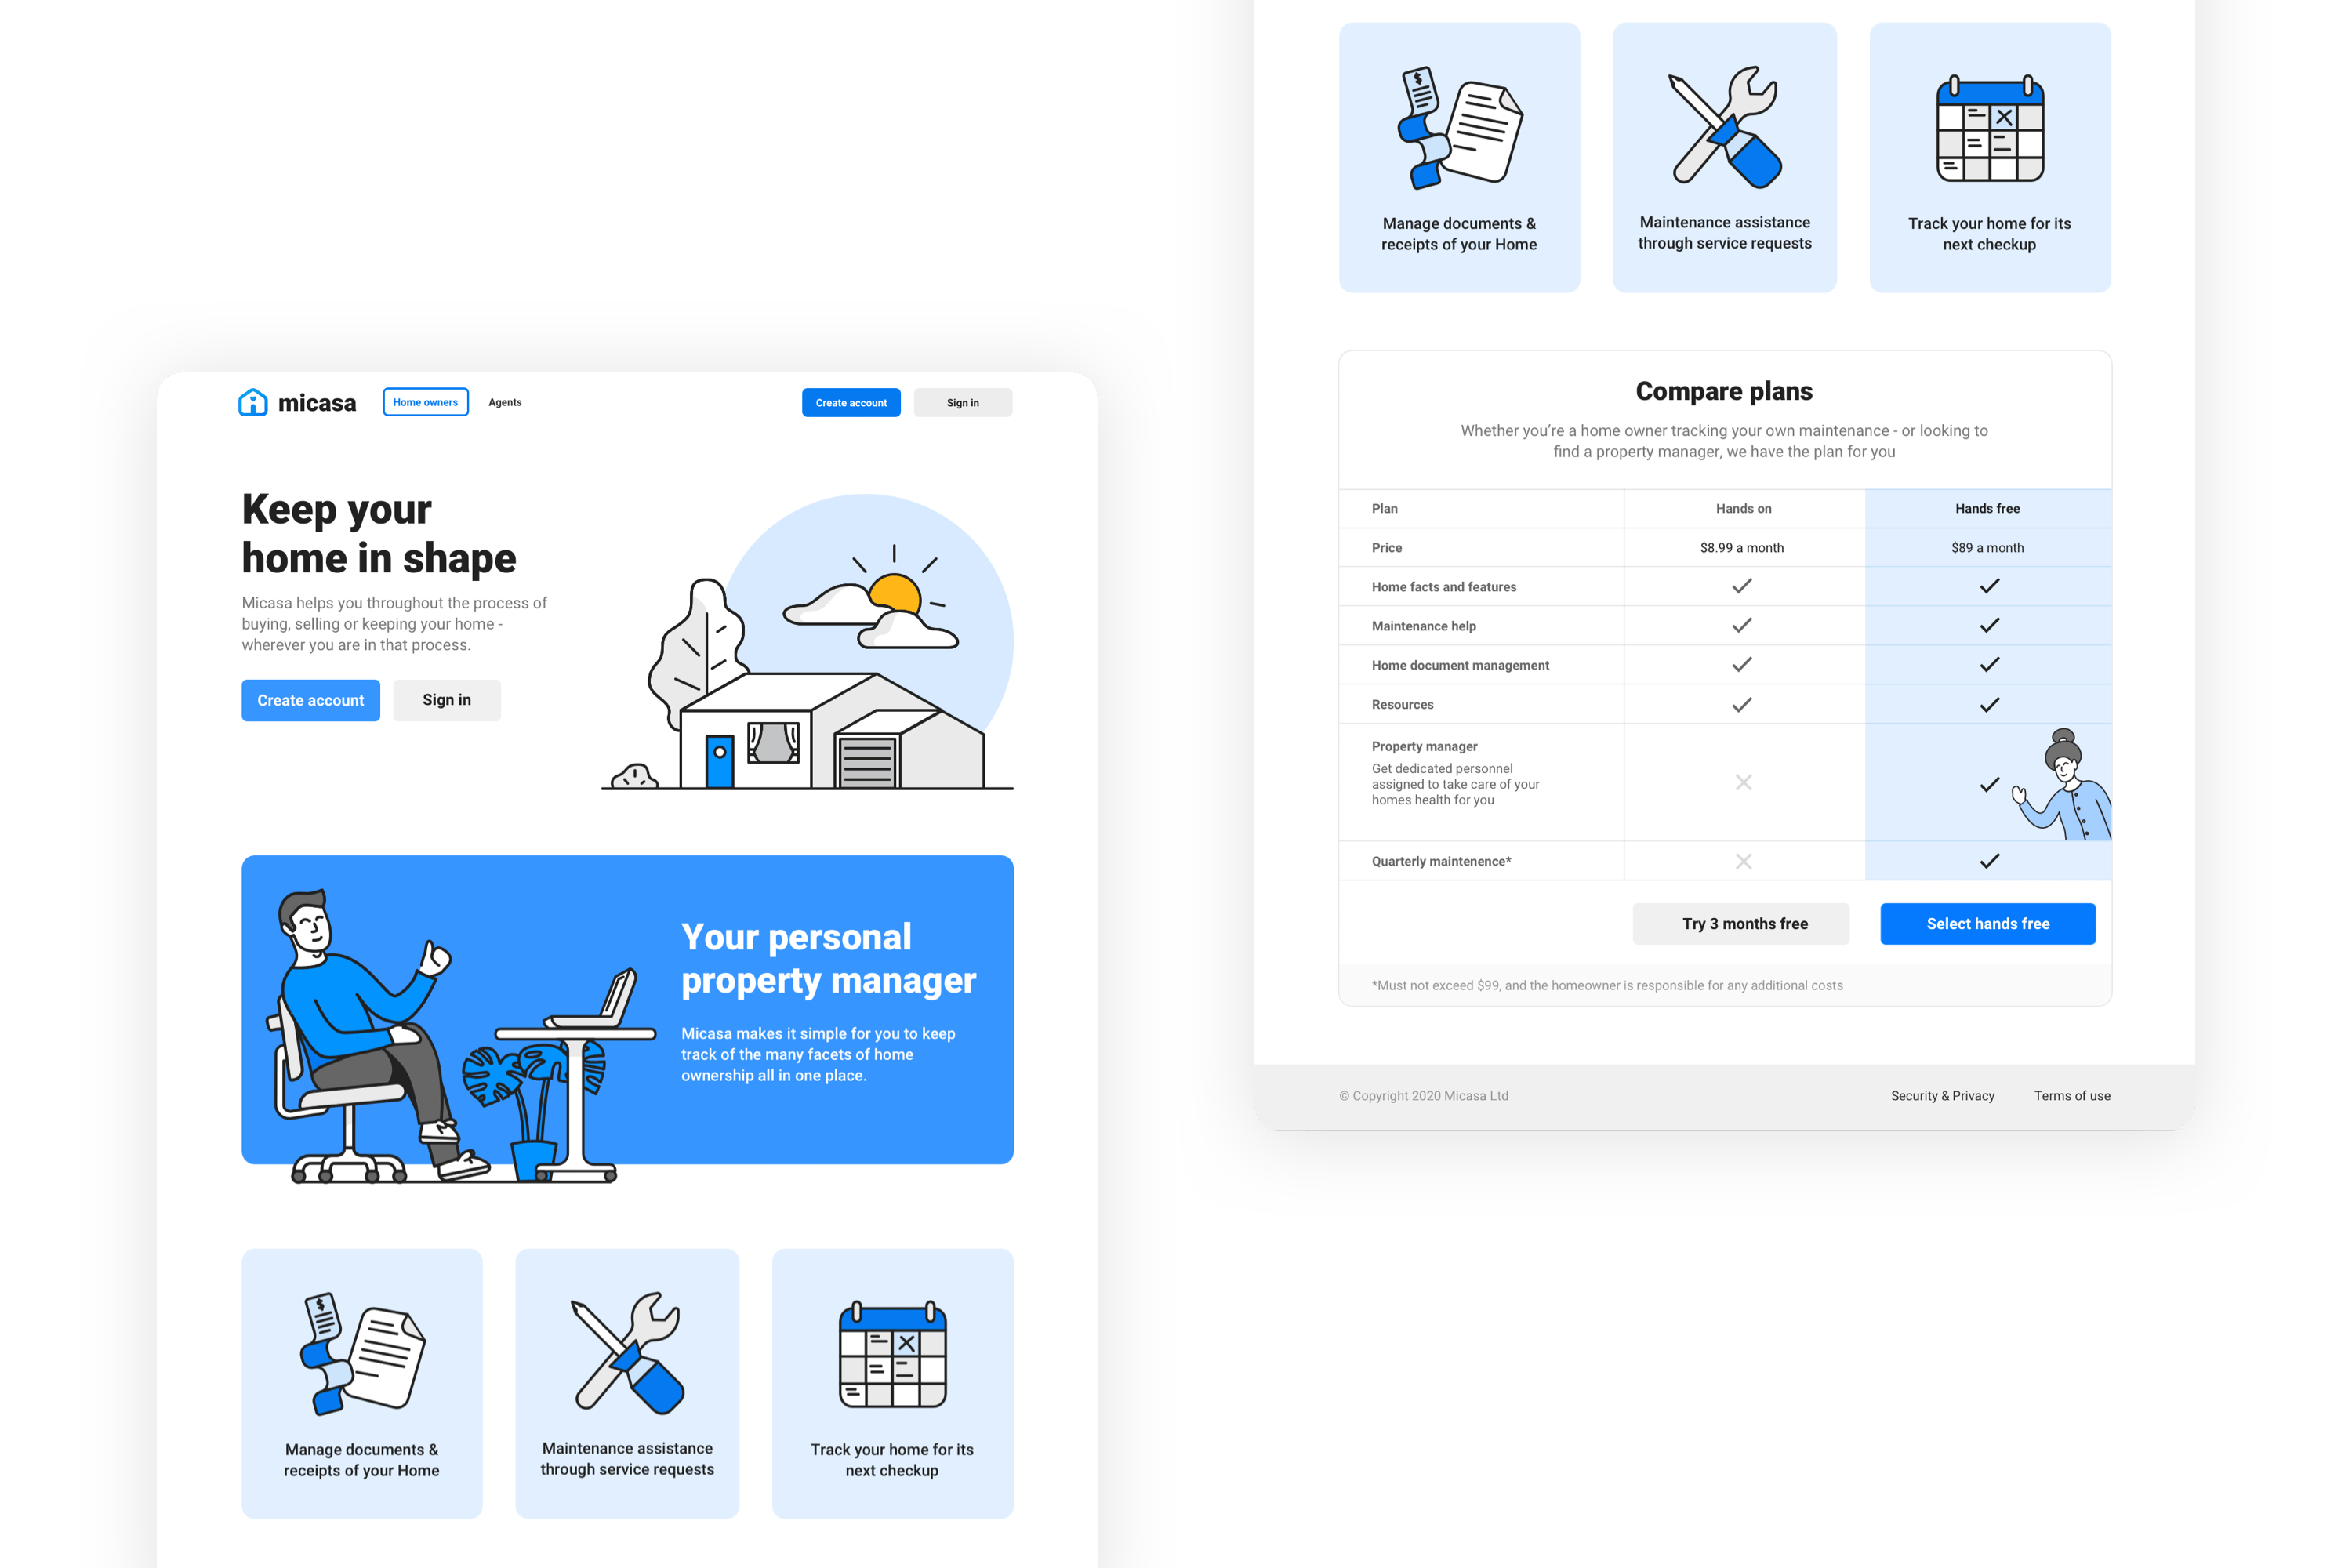 micasa
Home owners
Agents
Create account
Sign in
Keep your
home in shape
Micasa helps you throughout the process of
buying, selling or keeping your home -
wherever you are in that process.
Create account
Sign in
Your personal
property manager
Micasa makes it simple for you to keep
track of the many facets of home
ownership all in one place.
$
Manage documents &
receipts of your Home
Maintenance assistance
through service requests
Track your home for its
next checkup
$
Manage documents &
receipts of your Home
Maintenance assistance
through service requests
Track your home for its
next checkup
Compare plans
Whether you’re a home owner tracking your own maintenance - or looking to
find a property manager, we have the plan for you
Plan
Hands on
Hands free
Price
$8.99 a month
$89 a month
Home facts and features
Maintenance help
Home document management
Resources
Property manager
Get dedicated personnel
assigned to take care of your
homes health for you
Quarterly maintenence*
Try 3 months free
Select hands free
*Must not exceed $99, and the homeowner is responsible for any additional costs
© Copyright 2020 Micasa Ltd
Security & Privacy
Terms of use